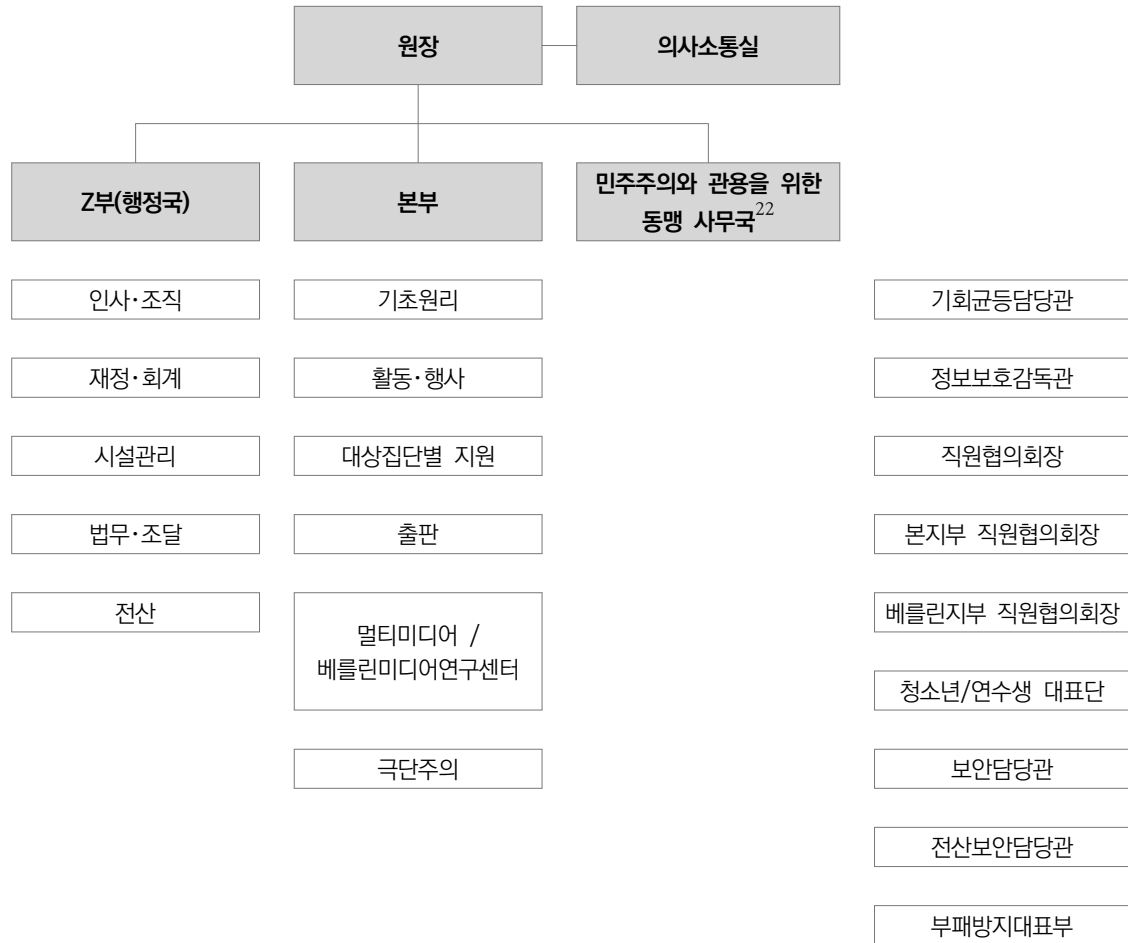 원장
의사소통실
Z부(행정국)
본부
민주주의와 관용을 위한
동맹 사무국22
인사·조직
기초원리
기회균등담당관
재정·회계
활동·행사
정보보호감독관
시설관리
대상집단별 지원
직원협의회장
법무·조달
출판
본지부 직원협의회장
전산
멀티미디어 /
베를린미디어연구센터
베를린지부 직원협의회장
청소년/연수생 대표단
극단주의
보안담당관
전산보안담당관
부패방지대표부